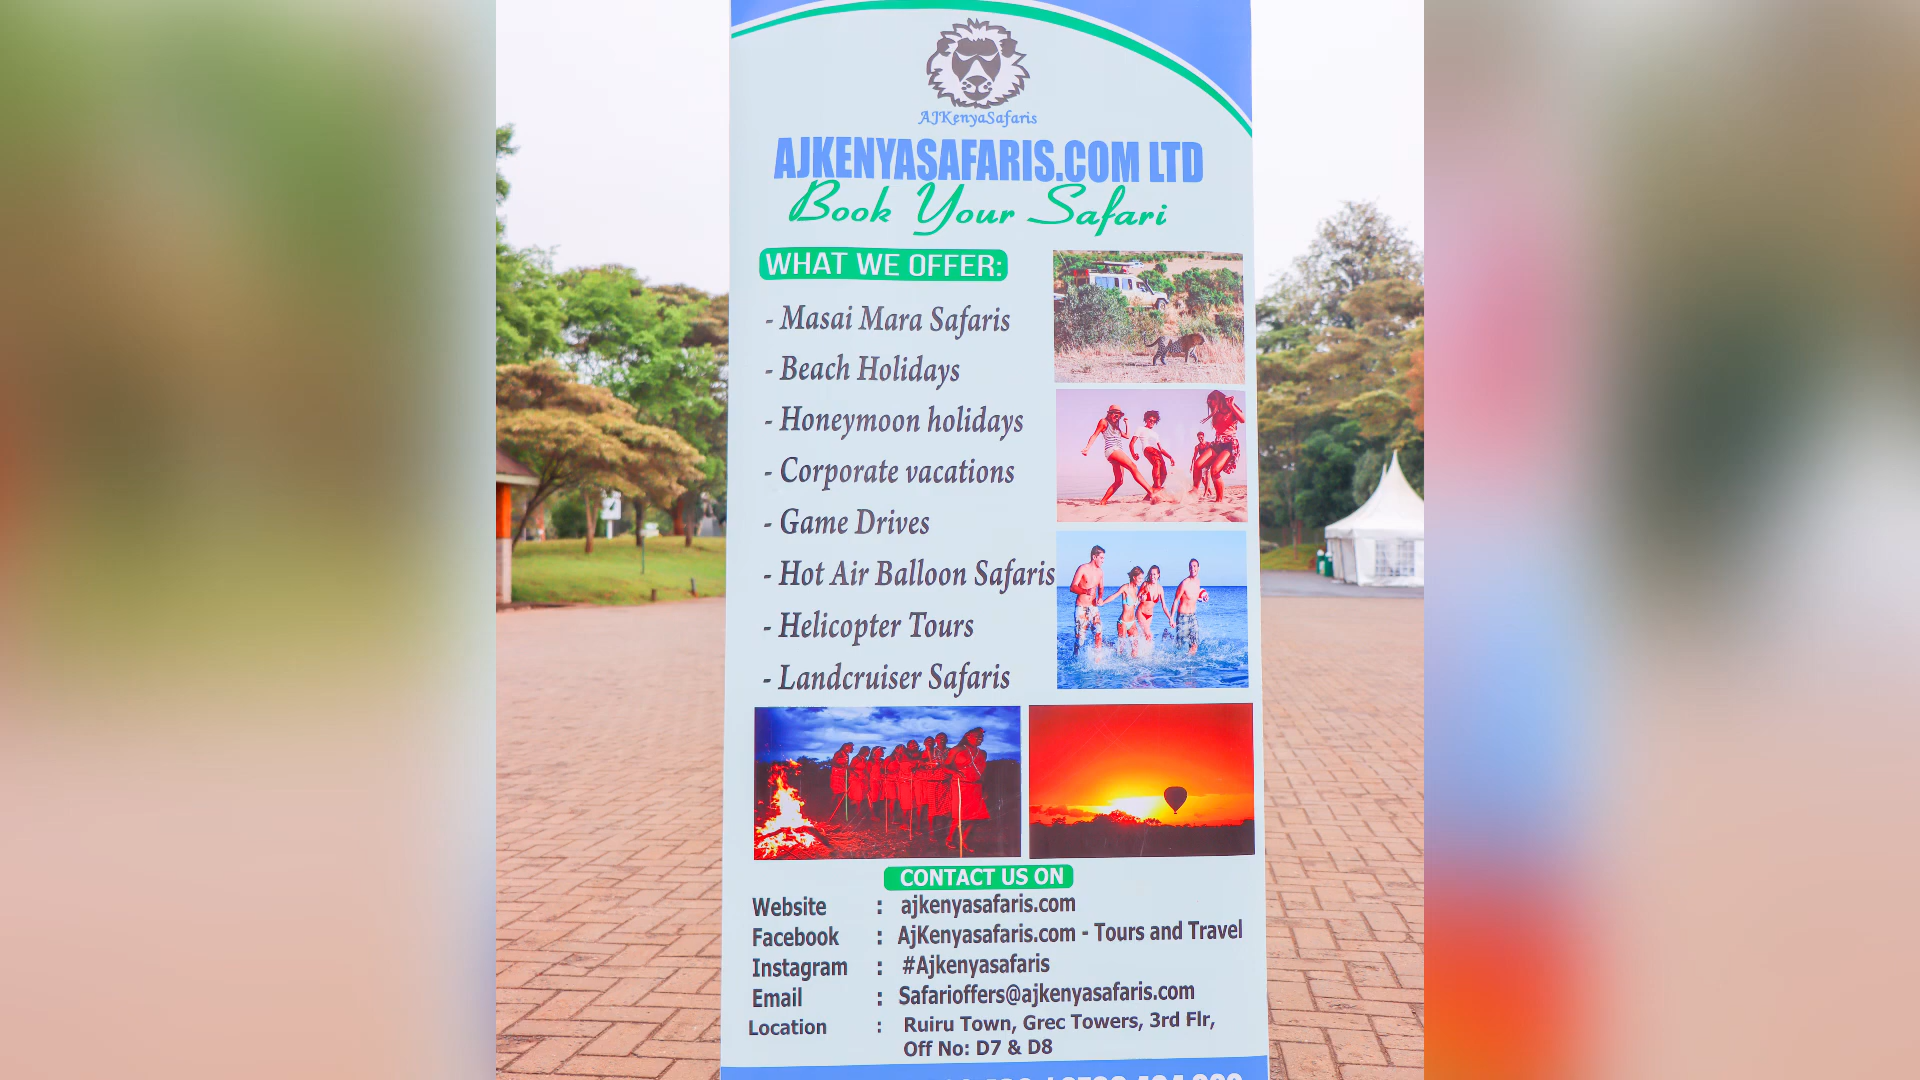 AJKenyaSafaris
AJKENYASAFARIS.COM LTD
Book Your Safari
WHAT WE OFFER:
- Masai Mara Safaris
- Beach Holidays
- Honeymoon holidays
- Corporate vacations
- Game Drives
- Hot Air Balloon Safaris
- Helicopter Tours
- Landcruiser Safaris
CONTACT US ON
Website : ajkenyasafaris.com
Facebook : AjKenyasafaris.com - Tours and Travel
Instagram : #Ajkenyasafaris
Email : Safarioffers@ajkenyasafaris.com
Location : Ruiru Town, Grec Towers, 3rd Flr,
Off No: D7 & D8